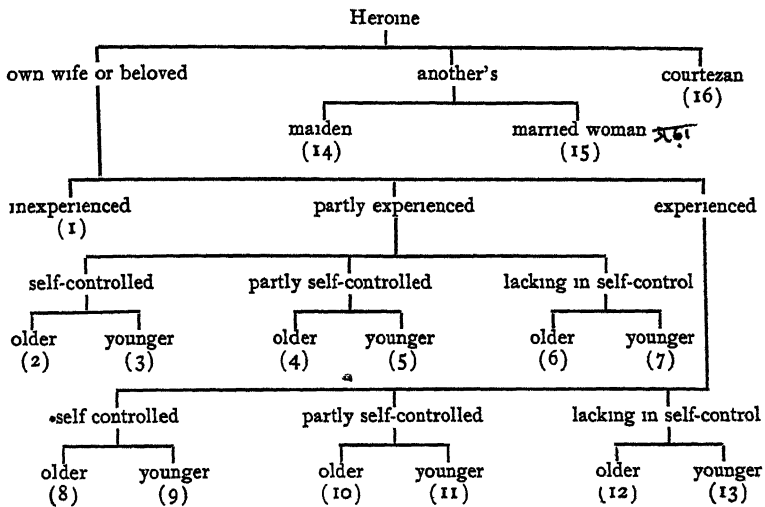 Heroine
own wife or beloved another's courtezan
(16)
maiden married woman
(14) (15)
inexperienced partly experienced experienced
(1)
self-controlled partly self-controlled lacking in self-control
older younger older younger older younger
(2) (3) (4) (5) (6) (7)
self controlled partly self-controlled lacking in self-control
older younger older younger older younger
(8) (9) (10) (11) (12) (13)